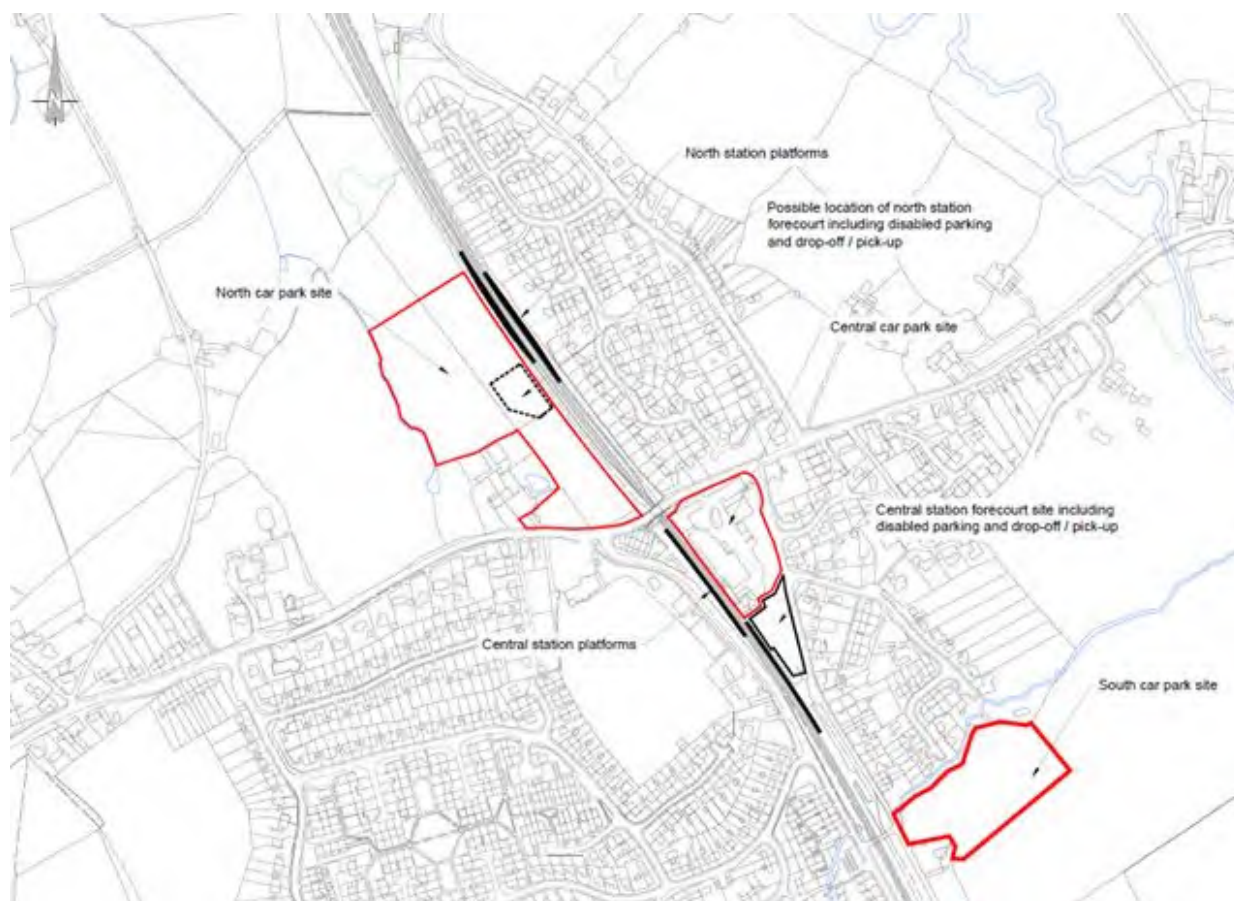 N
North station platforms
Possible location of north station
forecourt including disabled parking
and drop-off / pick-up
North car park site
Central car park site
Central station forecourt site including
disabled parking and drop-off / pick-up
Central station platforms
South car park site